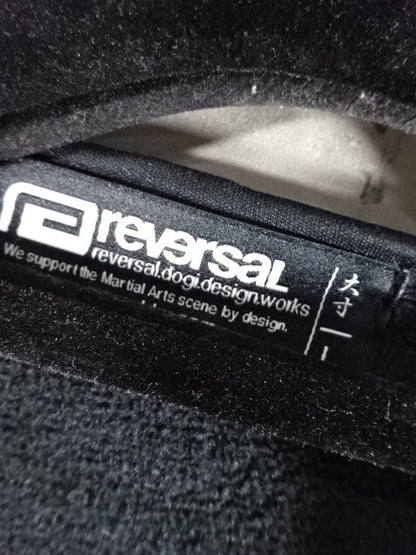 reversal
reversal.dogi.design.works
We support the Martial Arts scene by design.
大寸
L